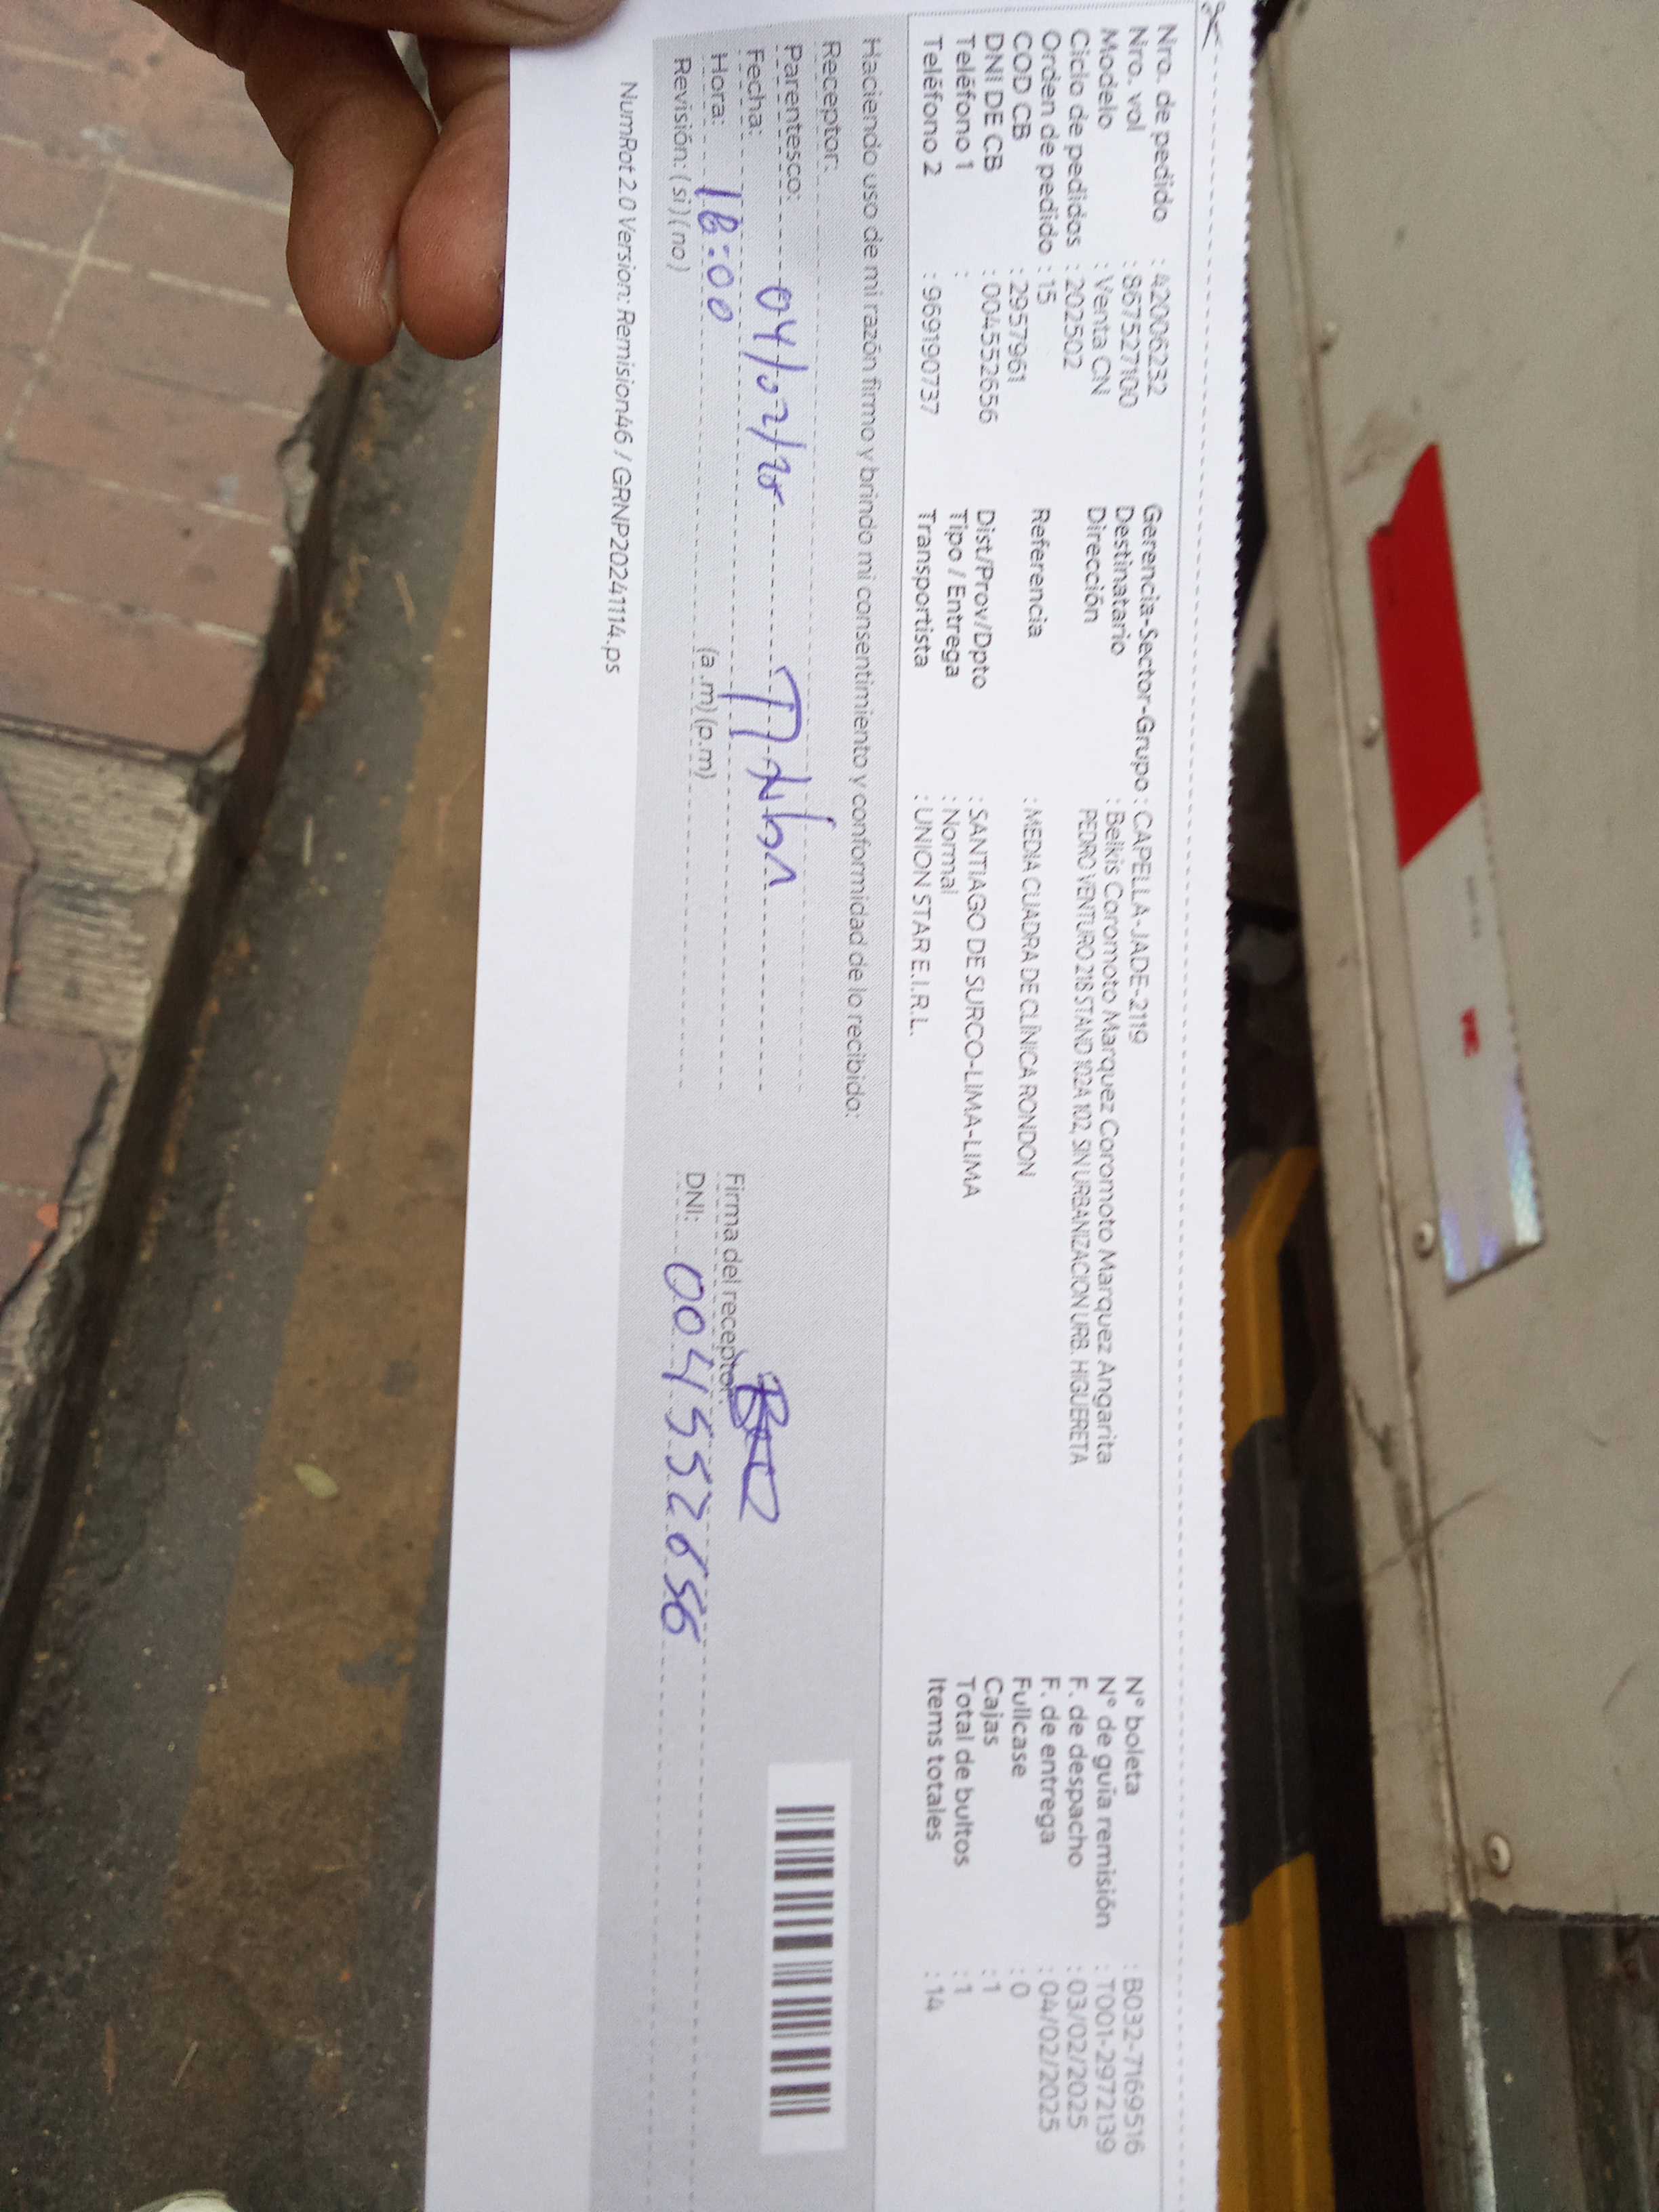 Nro. de pedido : 42006232
Nro. vol : 867527100
Modelo : Venta CN
Ciclo de pedidos : 202502
Orden de pedido : 15
COD CB : 2957961
DNI DE CB : 004552656
Teléfono 1 :
Teléfono 2 : 969190737
Gerencia-Sector-Grupo : CAPELLA-JADE-2119
Destinatario : Belkis Coromoto Marquez Coromoto Marquez Angarita
Dirección PEDRO VENTURO 218 STAND 102A 102, SIN URBANIZACION URB. HIGUERETA
Referencia : MEDIA CUADRA DE CLÍNICA RONDON
Dist/Prov/Dpto : SANTIAGO DE SURCO-LIMA-LIMA
Tipo / Entrega : Normal
Transportista : UNION STAR E.I.R.L.
N° boleta : B032-7169516
N° de guía remisión : T001-2972139
F. de despacho : 03/02/2025
F. de entrega : 04/02/2025
Fullcase : 0
Cajas : 1
Total de bultos : 1
Items totales : 14
Haciendo uso de mi razón firmo y brindo mi consentimiento y conformidad de lo recibido:
Receptor:
Parentesco:
Fecha: 04/02/25
Hora: 18:00 (a.m) (p.m)
Revisión: (si) (no)
Firma del receptor:
DNI: 004552656
NumRot 2.0 Version: Remision46 / GRNP20241114.ps